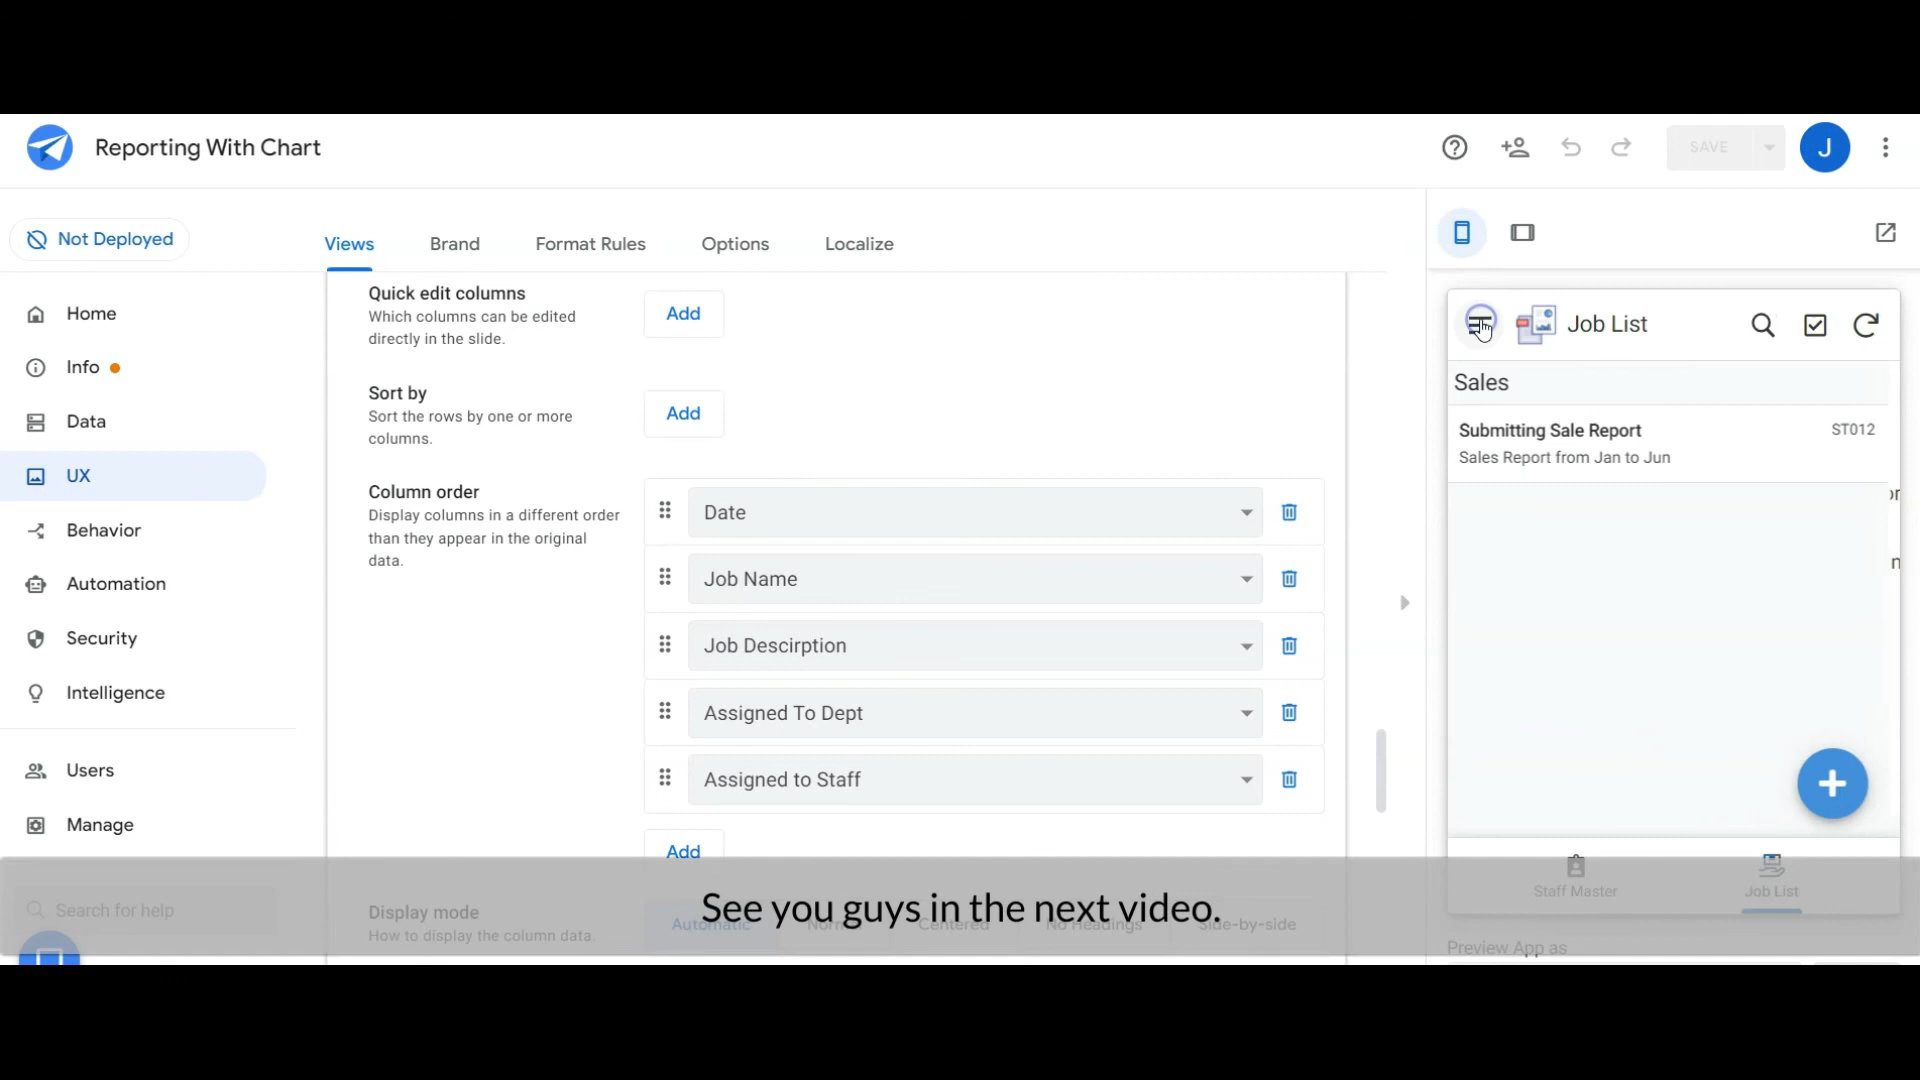 Reporting With Chart
SAVE
J
Not Deployed
Views
Brand
Format Rules
Options
Localize
Home
Info
Data
UX
Behavior
Automation
Security
Intelligence
Users
Manage
Search for help
Quick edit columns
Which columns can be edited
directly in the slide.
Add
Sort by
Sort the rows by one or more
columns.
Add
Column order
Display columns in a different order
than they appear in the original
data.
Date
Job Name
Job Descirption
Assigned To Dept
Assigned to Staff
Add
Display mode
How to display the column data.
Automatic
Centered
No Headings
Side-by-side
See you guys in the next video.
Job List
Sales
Submitting Sale Report
ST012
Sales Report from Jan to Jun
Staff Master
Job List
Preview App as